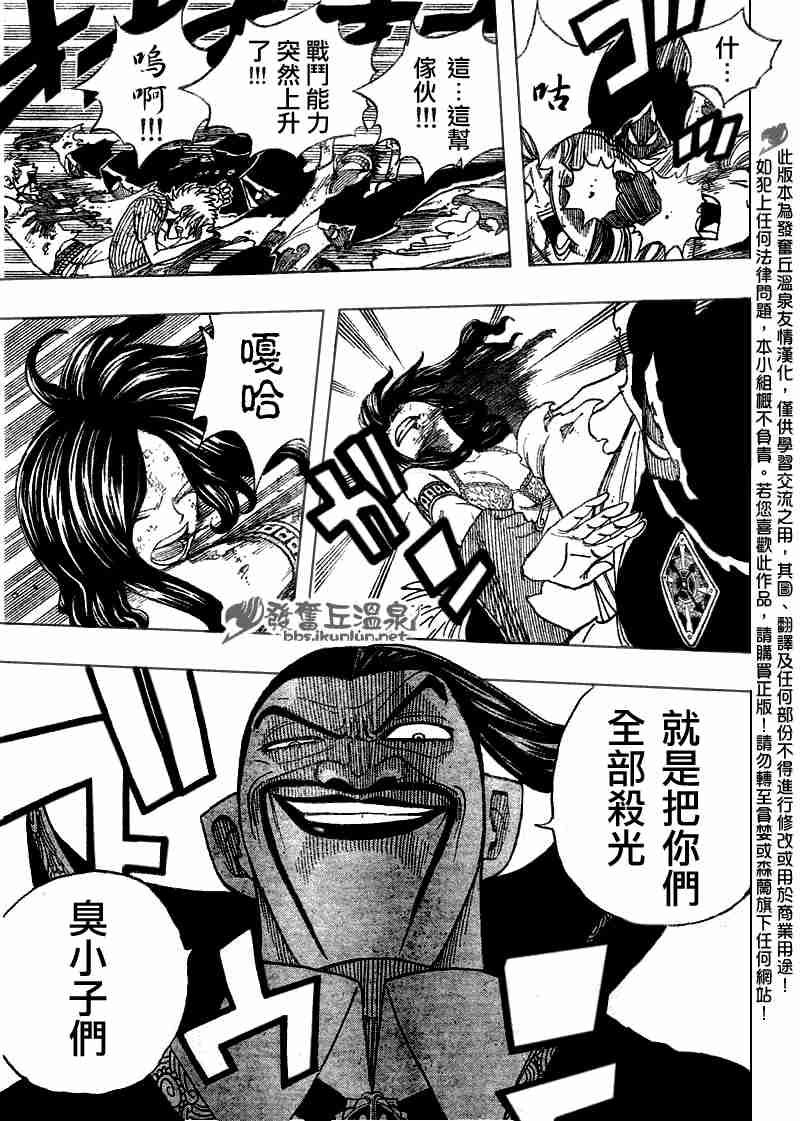 什…
咕
這…這幫
傢伙!!!
戰鬥能力
突然上升
了!!!
嗚
啊!!!
嘎哈
發奮丘溫泉
bbs.ikunlun.net
就是把你們
全部殺光
臭小子們
此版本為發奮丘溫泉友情漢化，僅供學習交流之用，其圖、翻譯及任何部份不得進行修改或用於商業用途！
如犯上任何法律問題，本小組概不負責。若您喜歡此作品，請購買正版！請勿轉至貪婪或森蘭旗下任何網站！